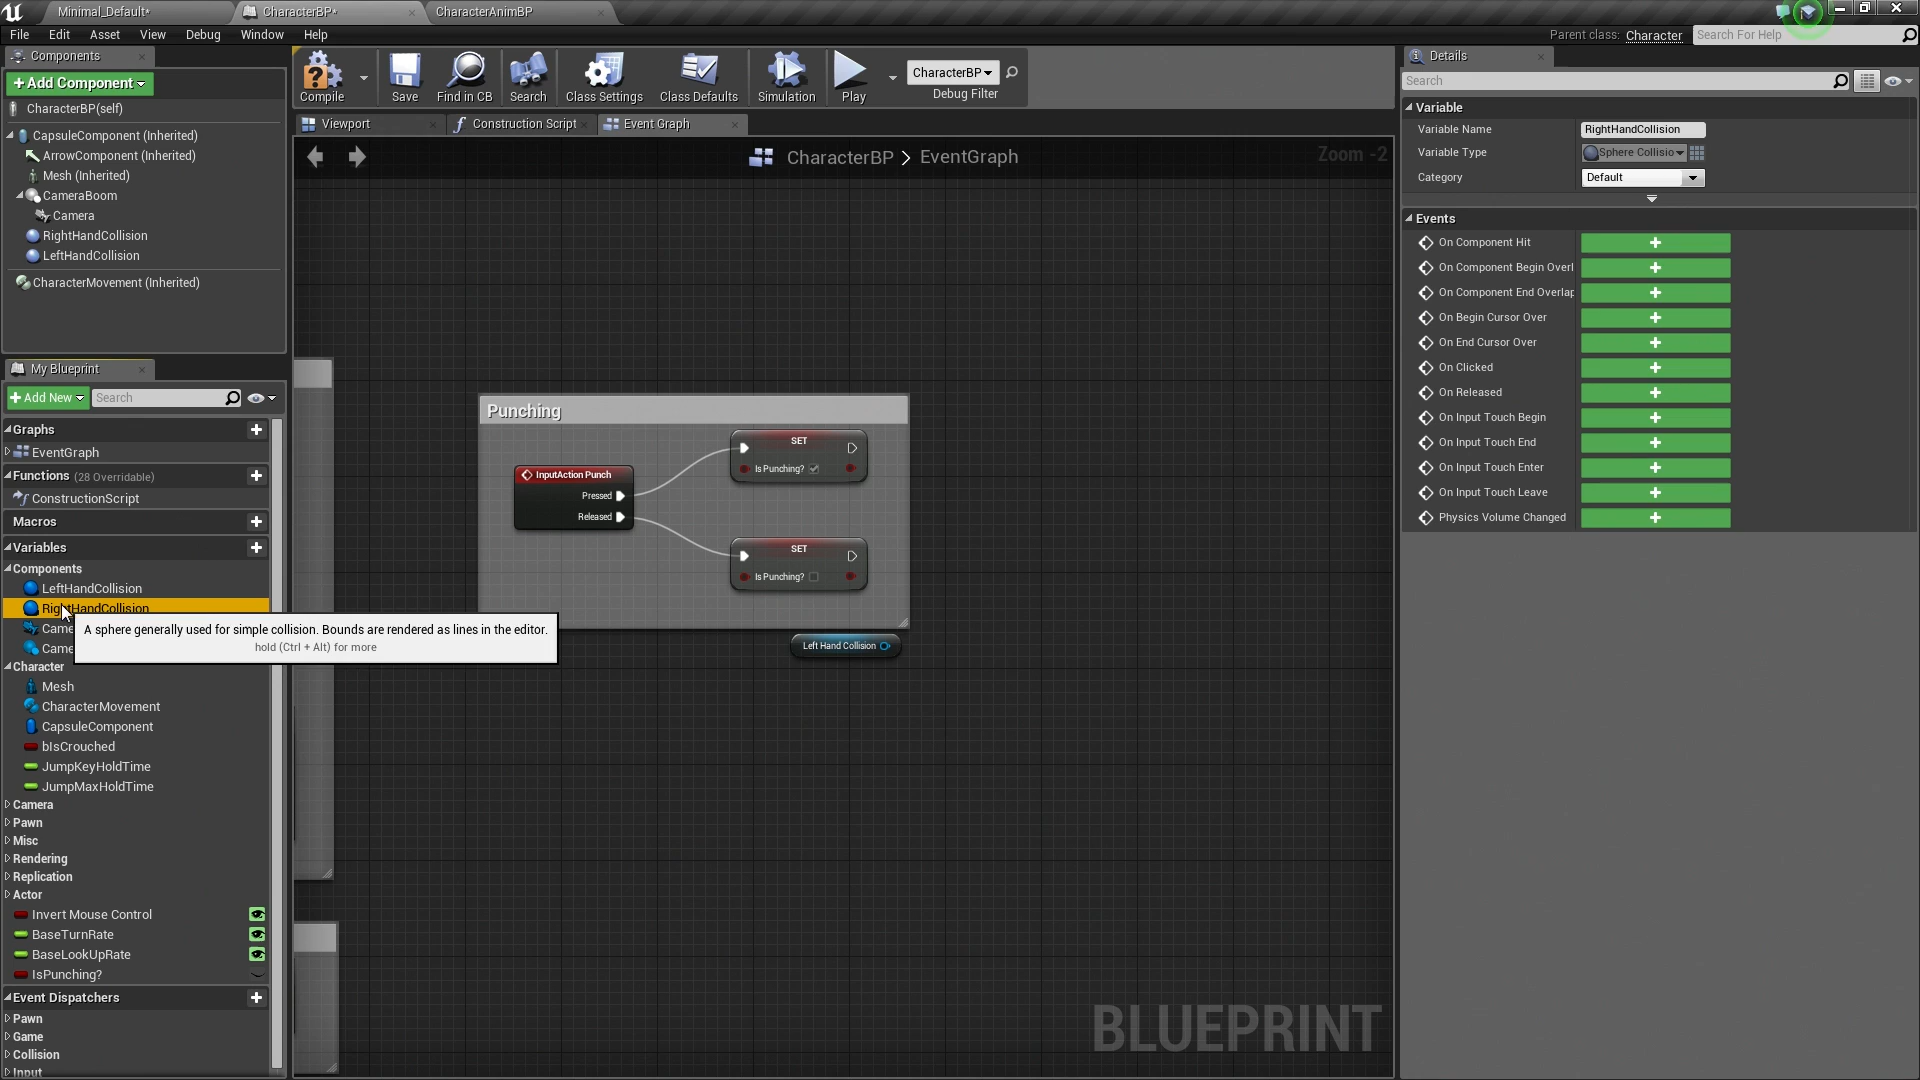 Minimal_Default*
CharacterBP*
CharacterAnimBP
File Edit Asset View Debug Window Help
Parent class: Character
Search For Help
Components
+Add Component
CharacterBP(self)
CapsuleComponent (Inherited)
ArrowComponent (Inherited)
Mesh (Inherited)
CameraBoom
Camera
RightHandCollision
LeftHandCollision
CharacterMovement (Inherited)
My Blueprint
+Add New
Search
Graphs
EventGraph
Functions (28 Overridable)
ConstructionScript
Macros
Variables
Components
LeftHandCollision
RightHandCollision
Came
Came
Character
Mesh
CharacterMovement
CapsuleComponent
bIsCrouched
JumpKeyHoldTime
JumpMaxHoldTime
Camera
Pawn
Misc
Rendering
Replication
Actor
Invert Mouse Control
BaseTurnRate
BaseLookUpRate
IsPunching?
Event Dispatchers
Pawn
Game
Collision
Input
A sphere generally used for simple collision. Bounds are rendered as lines in the editor.
hold (Ctrl + Alt) for more
Compile
Save
Find in CB
Search
Class Settings
Class Defaults
Simulation
Play
CharacterBP
Debug Filter
Viewport
Construction Script
Event Graph
CharacterBP > EventGraph
Zoom -2
Punching
InputAction Punch
Pressed
Released
SET
Is Punching?
SET
Is Punching?
Left Hand Collision
BLUEPRINT
Details
Search
Variable
Variable Name RightHandCollision
Variable Type Sphere Collisio
Category Default
Events
On Component Hit
On Component Begin Overl
On Component End Overlap
On Begin Cursor Over
On End Cursor Over
On Clicked
On Released
On Input Touch Begin
On Input Touch End
On Input Touch Enter
On Input Touch Leave
Physics Volume Changed